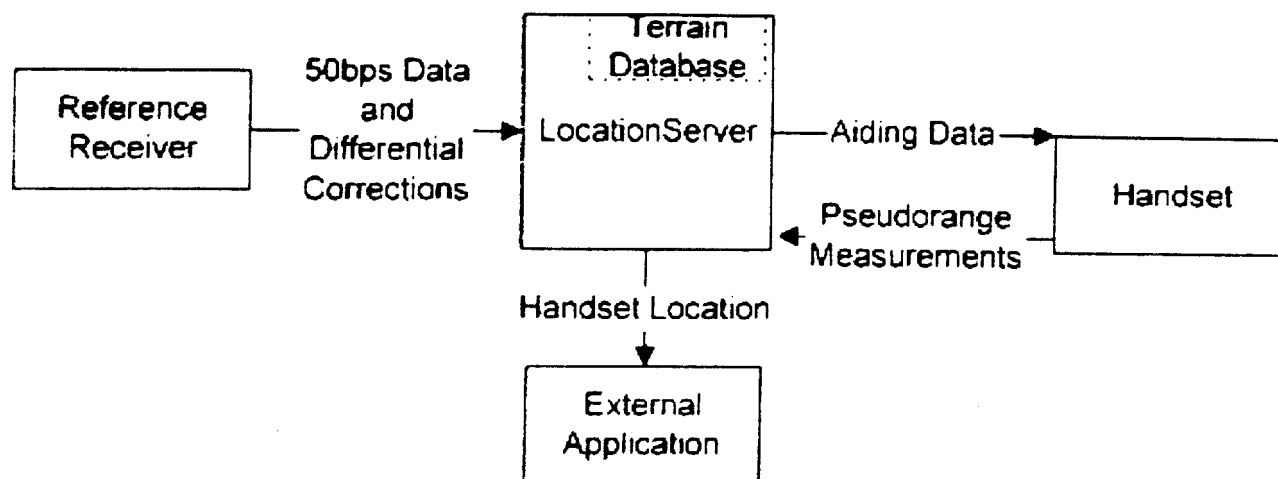 Terrain
Database
50bps Data
and
Differential
Corrections
Reference
Receiver
LocationServer
Aiding Data
Handset
Pseudorange
Measurements
Handset Location
External
Application